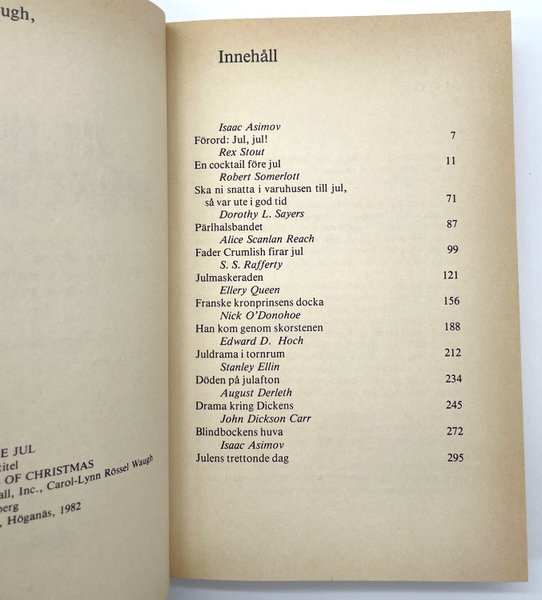 ugh,
E JUL
titel
OF CHRISTMAS
all, Inc., Carol-Lynn Rössel Waugh
berg
, Höganäs, 1982
Innehåll
Isaac Asimov
Förord: Jul, jul! 7
Rex Stout
En cocktail före jul 11
Robert Somerlott
Ska ni snatta i varuhusen till jul,
så var ute i god tid 71
Dorothy L. Sayers
Pärlhalsbandet 87
Alice Scanlan Reach
Fader Crumlish firar jul 99
S. S. Rafferty
Julmaskeraden 121
Ellery Queen
Franske kronprinsens docka 156
Nick O'Donohoe
Han kom genom skorstenen 188
Edward D. Hoch
Juldrama i tornrum 212
Stanley Ellin
Döden på julafton 234
August Derleth
Drama kring Dickens 245
John Dickson Carr
Blindbockens huva 272
Isaac Asimov
Julens trettonde dag 295